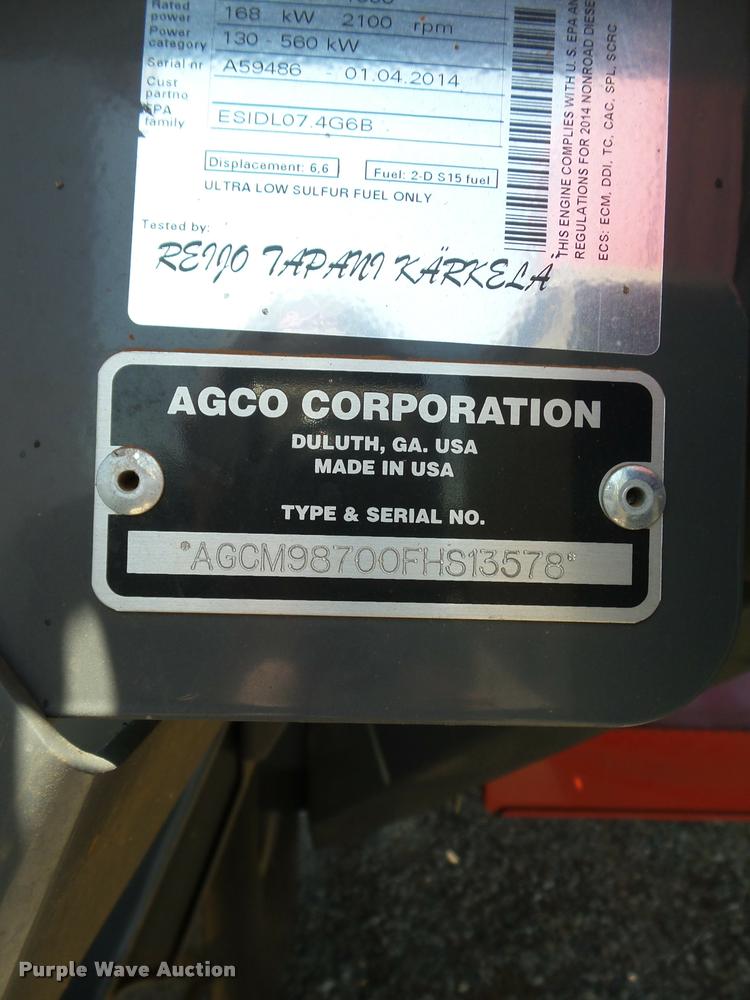 Rated power 168 kW 2100 rpm
Power category 130 - 560 kW
Serial nr A59486 - 01.04.2014
Cust partno
EPA family ESIDL07.4G6B
Displacement: 6,6 Fuel: 2-D S15 fuel
ULTRA LOW SULFUR FUEL ONLY
Tested by:
REIJO TAPANI KÄRKELÄ
THIS ENGINE COMPLIES WITH U.S. EPA
REGULATIONS FOR 2014 NONROAD
ECS: ECM, DDI, TC, CAC, SPL, SCRC
AGCO CORPORATION
DULUTH, GA. USA
MADE IN USA
TYPE & SERIAL NO.
*AGCM98700FHS13578*
Purple Wave Auction